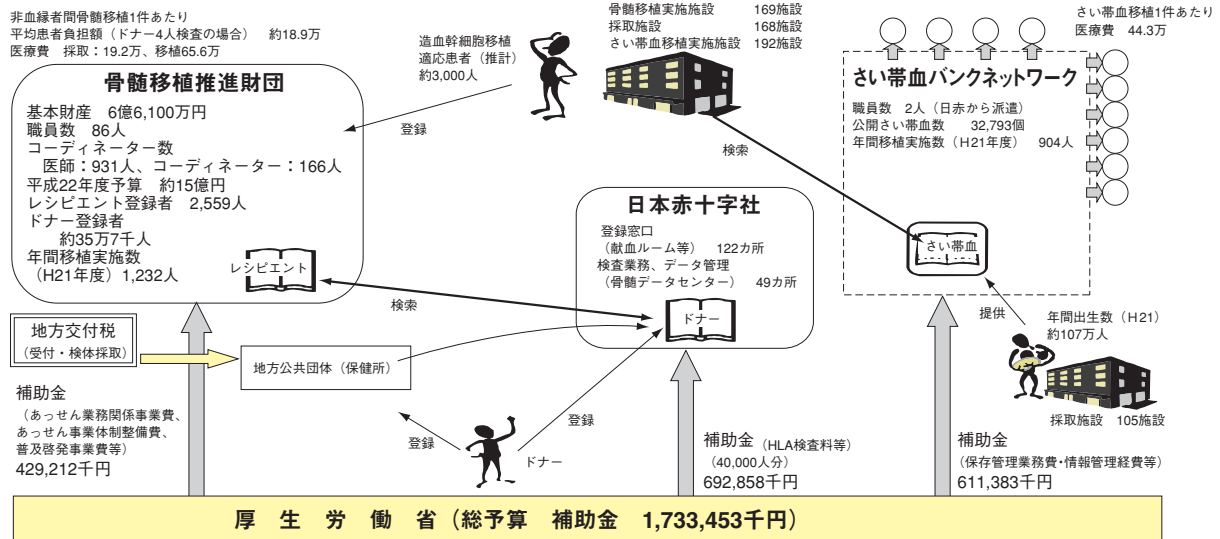 非血縁者間骨髄移植1件あたり
平均患者負担額（ドナー4人検査の場合） 約18.9万
医療費 採取：19.2万、移植65.6万
骨髄移植推進財団
基本財産 6億6,100万円
職員数 86人
コーディネーター数
医師：931人、コーディネーター：166人
平成22年度予算 約15億円
レシピエント登録者 2,559人
ドナー登録者
約35万7千人
年間移植実施数
（H21年度）1,232人
レシピエント
造血幹細胞移植
適応患者（推計）
約3,000人
登録
骨髄移植実施施設 169施設
採取施設 168施設
さい帯血移植実施施設 192施設
検索
さい帯血移植1件あたり
医療費 44.3万
さい帯血バンクネットワーク
職員数 2人（日赤から派遣）
公開さい帯血数 32,793個
年間移植実施数（H21年度） 904人
さい帯血
日本赤十字社
登録窓口
（献血ルーム等） 122カ所
検査業務、データ管理
（骨髄データセンター） 49カ所
ドナー
検索
提供
年間出生数（H21）
約107万人
採取施設 105施設
地方交付税
（受付・検体採取）
地方公共団体（保健所）
登録
登録
ドナー
補助金
（あっせん業務関係事業費、
あっせん事業体制整備費、
普及啓発事業費等）
429,212千円
補助金（HLA検査料等）
（40,000人分）
692,858千円
補助金
（保存管理業務費・情報管理経費等）
611,383千円
厚生労働省（総予算 補助金 1,733,453千円）